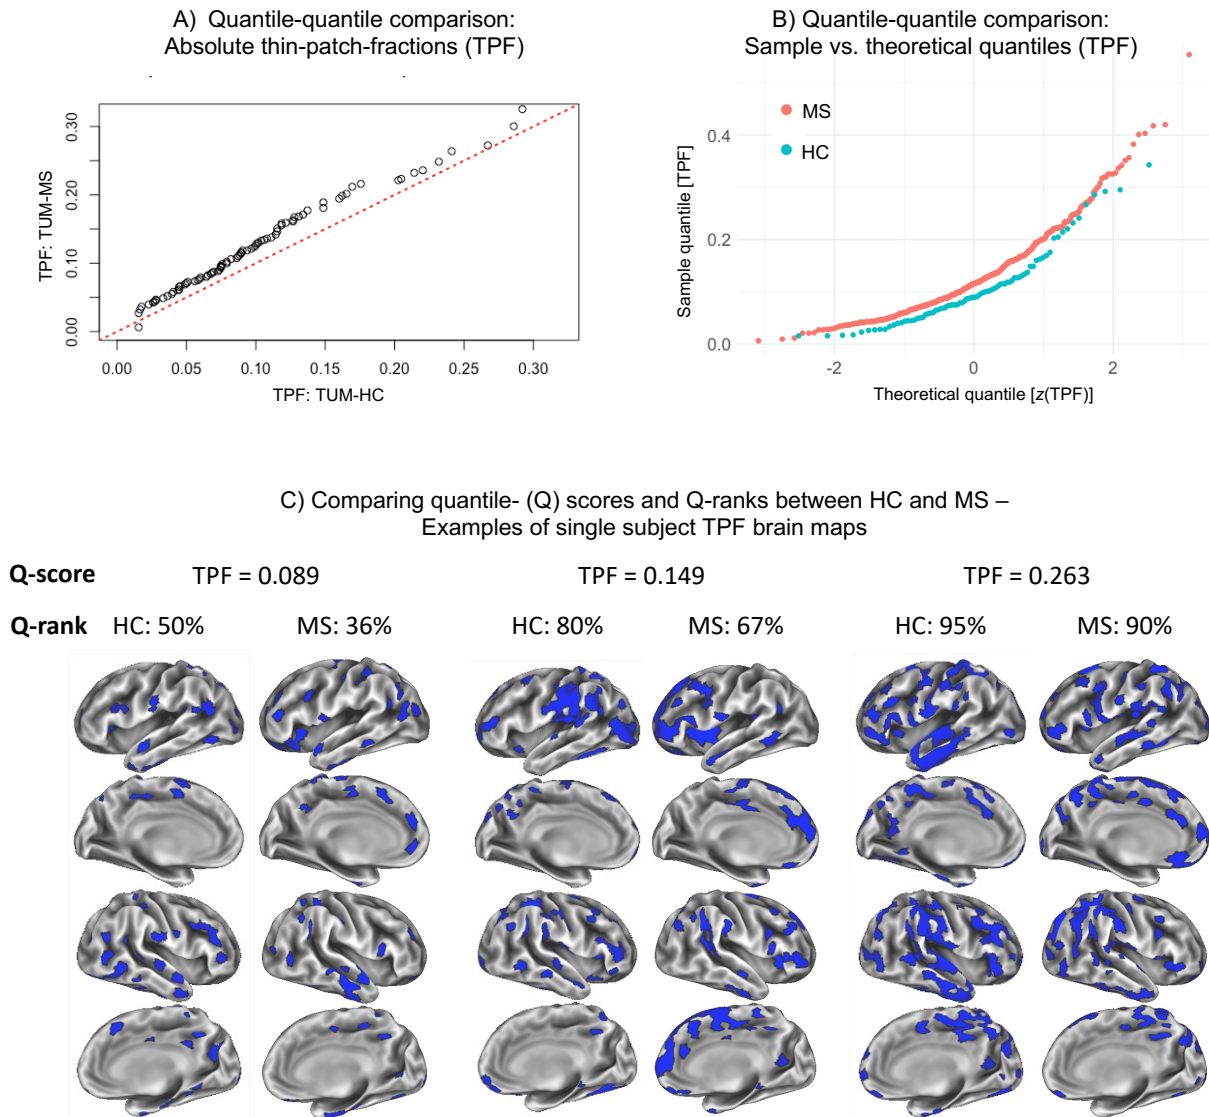 A) Quantile-quantile comparison:
Absolute thin-patch-fractions (TPF)
TPF: TUM-MS
0.30
0.20
0.10
0.00
0.00 0.05 0.10 0.15 0.20 0.25 0.30
TPF: TUM-HC
B) Quantile-quantile comparison:
Sample vs. theoretical quantiles (TPF)
MS
HC
Sample quantile [TPF]
0.4
0.2
0.0
-2 0 2
Theoretical quantile [z(TPF)]
C) Comparing quantile- (Q) scores and Q-ranks between HC and MS –
Examples of single subject TPF brain maps
Q-score TPF = 0.089 TPF = 0.149 TPF = 0.263
Q-rank HC: 50% MS: 36% HC: 80% MS: 67% HC: 95% MS: 90%